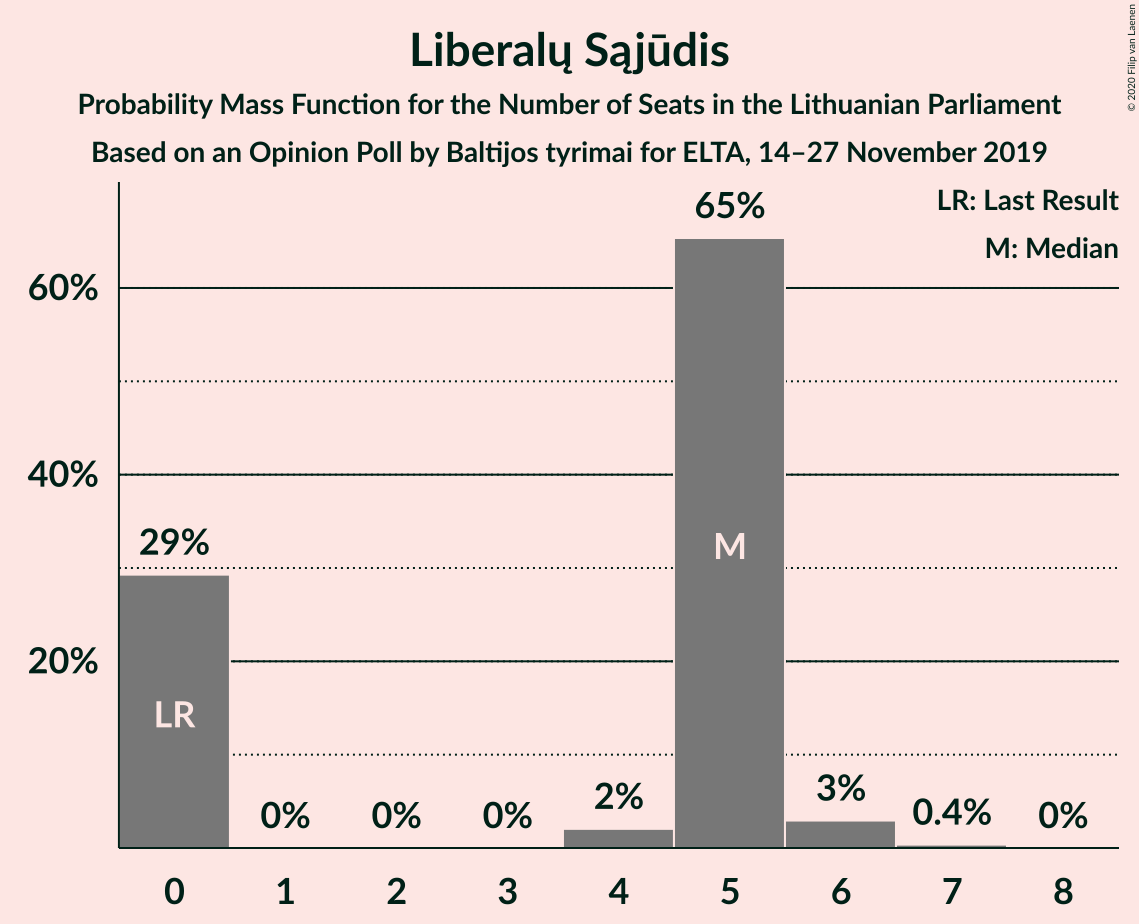 Liberalų Sąjūdis
Probability Mass Function for the Number of Seats in the Lithuanian Parliament
Based on an Opinion Poll by Baltijos tyrimai for ELTA, 14–27 November 2019
© 2020 Filip van Laenen
LR: Last Result
M: Median
60%
40%
20%
29%
0%
0%
0%
2%
65%
3%
0.4%
0%
LR
M
0 1 2 3 4 5 6 7 8